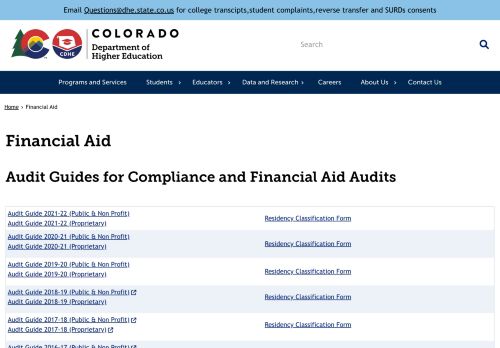 Email Questions@dhe.state.co.us for college transcipts,student complaints,reverse transfer and SURDs consents
COLORADO
Department of
Higher Education
CDHE
Search
Programs and Services Students Educators Data and Research Careers About Us Contact Us
Home > Financial Aid
Financial Aid
Audit Guides for Compliance and Financial Aid Audits
Audit Guide 2021-22 (Public & Non Profit)
Audit Guide 2021-22 (Proprietary)
Residency Classification Form
Audit Guide 2020-21 (Public & Non Profit)
Audit Guide 2020-21 (Proprietary)
Residency Classification Form
Audit Guide 2019-20 (Public & Non Profit)
Audit Guide 2019-20 (Proprietary)
Residency Classification Form
Audit Guide 2018-19 (Public & Non Profit)
Audit Guide 2018-19 (Proprietary)
Residency Classification Form
Audit Guide 2017-18 (Public & Non Profit)
Audit Guide 2017-18 (Proprietary)
Residency Classification Form
Audit Guide 2016-17 (Public & Non Profit)